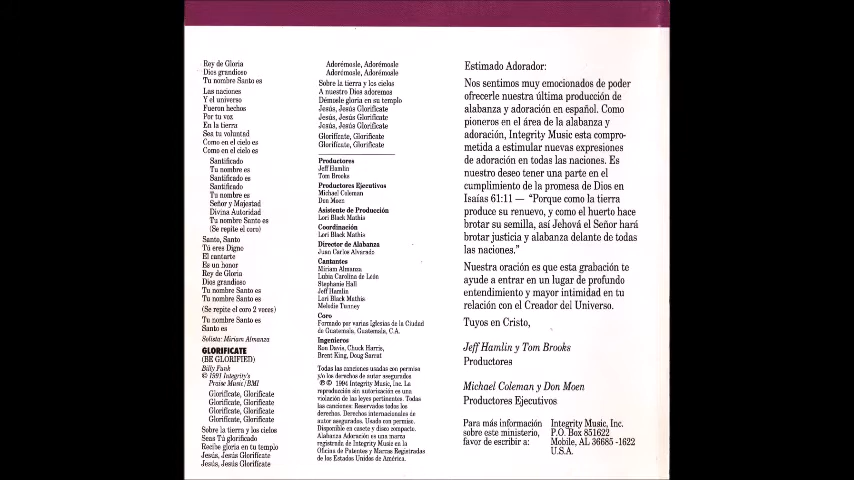 Rey de Gloria
Dios grandioso
Tu nombre Santo es
Las naciones
Y el universo
Fueron hechos
Por tu voz
En la tierra
Sea tu voluntad
Como en el cielo es
Como en el cielo es
Santificado
Tu nombre es
Santificado es
Santificado
Tu nombre es
Señor y Majestad
Divina Autoridad
Tu nombre Santo es
(Se repite el coro)
Santo, Santo
Tú eres Digno
El cantarte
Es un honor
Rey de Gloria
Dios grandioso
Tu nombre Santo es
Tu nombre Santo es
(Se repite el coro 2 voces)
Tu nombre Santo es
Santo es
Solista: Miriam Almanza
GLORIFICATE
(BE GLORIFIED)
Billy Funk
© 1991 Integrity's
Praise Music/BMI
Glorifícate, Glorifícate
Glorifícate, Glorifícate
Glorifícate, Glorifícate
Glorifícate, Glorifícate
Sobre la tierra y los cielos
Seas Tú glorificado
Recibe gloria en tu templo
Jesús, Jesús Glorifícate
Jesús, Jesús Glorifícate
Adorémosle, Adorémosle
Adorémosle, Adorémosle
Sobre la tierra y los cielos
A nuestro Dios adoremos
Démosle gloria en su templo
Jesús, Jesús Glorifícate
Jesús, Jesús Glorifícate
Jesús, Jesús Glorifícate
Glorifícate, Glorifícate
Glorifícate, Glorifícate
Productores
Jeff Hamlin
Tom Brooks
Productores Ejecutivos
Michael Coleman
Don Moen
Asistente de Producción
Lori Black Mathis
Coordinación
Lori Black Mathis
Director de Alabanza
Juan Carlos Alvarado
Cantantes
Miriam Almanza
Lubia Carolina de León
Stephanie Hall
Jeff Hamlin
Lori Black Mathis
Melodie Tunney
Coro
Formado por varias Iglesias de la Ciudad
de Guatemala, Guatemala, C.A.
Ingenieros
Ron Davis, Chuck Harris,
Brent King, Doug Sarrat
Todas las canciones usadas con permiso
y/o los derechos de autor asegurados
℗ © 1994 Integrity Music, Inc. La
reproducción sin autorización es una
violación de las leyes pertinentes. Todas
las canciones: Reservados todos los
derechos. Derechos internacionales de
autor asegurados. Usada con permiso.
Disponible en casete y disco compacto.
Alabanza Adoración es una marca
registrada de Integrity Music en la
Oficina de Patentes y Marcas Registradas
de los Estados Unidos de América.
Estimado Adorador:
Nos sentimos muy emocionados de poder
ofrecerle nuestra última producción de
alabanza y adoración en español. Como
pioneros en el área de la alabanza y
adoración, Integrity Music esta compro-
metida a estimular nuevas expresiones
de adoración en todas las naciones. Es
nuestro deseo tener una parte en el
cumplimiento de la promesa de Dios en
Isaías 61:11 — "Porque como la tierra
produce su renuevo, y como el huerto hace
brotar su semilla, así Jehová el Señor hará
brotar justicia y alabanza delante de todas
las naciones."
Nuestra oración es que esta grabación te
ayude a entrar en un lugar de profundo
entendimiento y mayor intimidad en tu
relación con el Creador del Universo.
Tuyos en Cristo,
Jeff Hamlin y Tom Brooks
Productores
Michael Coleman y Don Moen
Productores Ejecutivos
Para más información Integrity Music, Inc.
sobre este ministerio, P.O. Box 851622
favor de escribir a: Mobile, AL 36685 -1622
U.S.A.